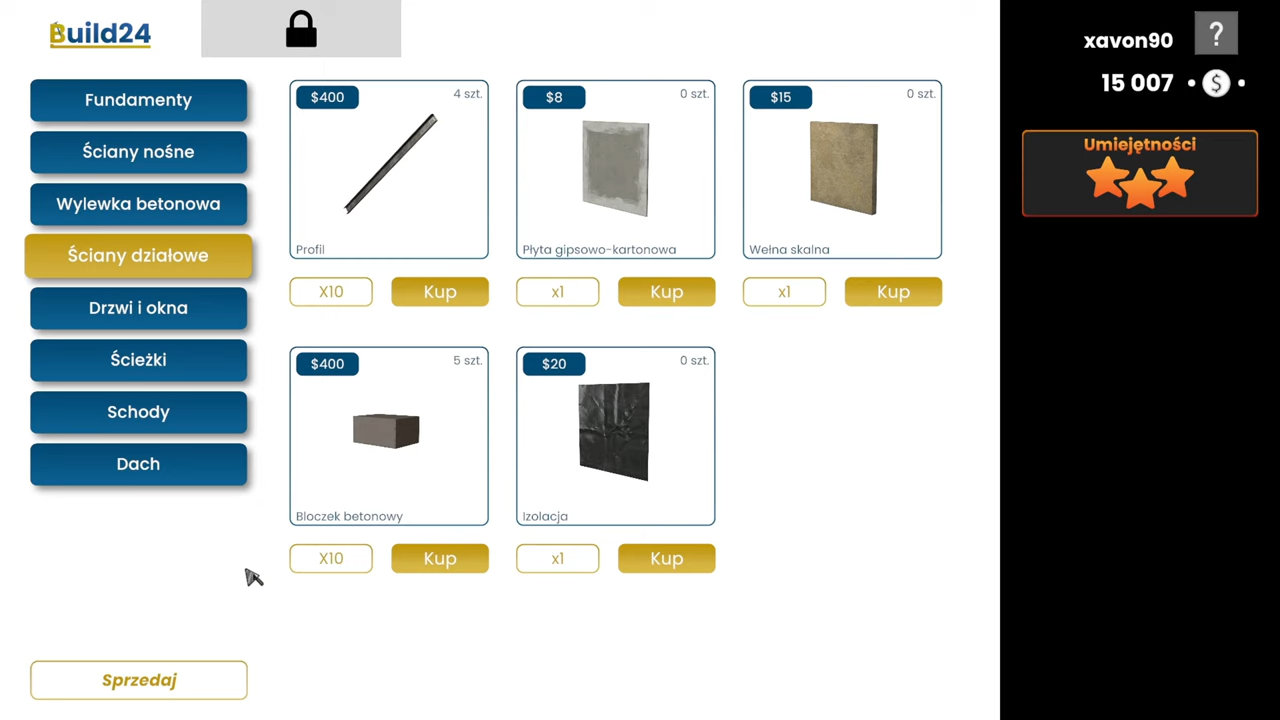 Build24
xavon90
?
15 007
$
Umiejętności
Fundamenty
Ściany nośne
Wylewka betonowa
Ściany działowe
Drzwi i okna
Ścieżki
Schody
Dach
Sprzedaj
$400
4 szt.
Profil
X10
Kup
$8
0 szt.
Płyta gipsowo-kartonowa
x1
Kup
$15
0 szt.
Wełna skalna
x1
Kup
$400
5 szt.
Bloczek betonowy
X10
Kup
$20
0 szt.
Izolacja
x1
Kup